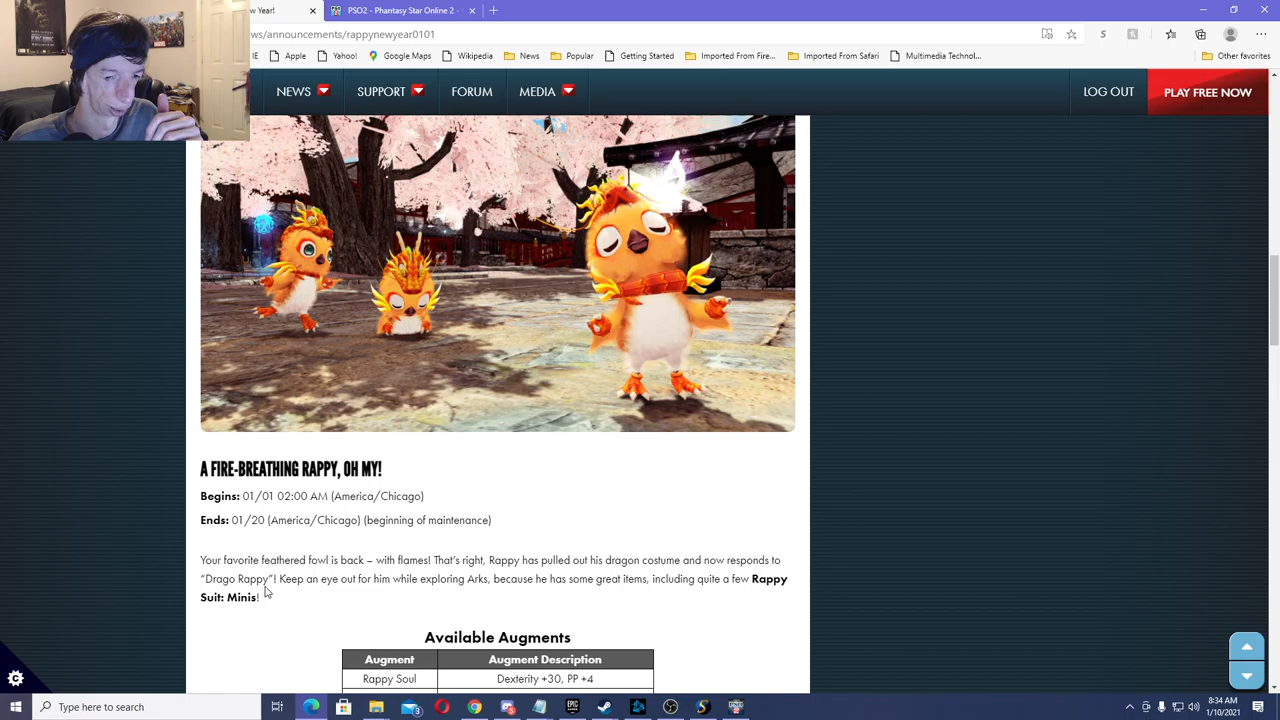 w Year!
PSO2 - Phantasy Star Online 2 -
ws/announcements/rappynewyear0101
IE Apple Yahoo! Google Maps Wikipedia News Popular Getting Started Imported From Fire... Imported From Safari Multimedia Technol... Other favorites
NEWS SUPPORT FORUM MEDIA LOG OUT PLAY FREE NOW
A FIRE-BREATHING RAPPY, OH MY!
Begins: 01/01 02:00 AM (America/Chicago)
Ends: 01/20 (America/Chicago) (beginning of maintenance)
Your favorite feathered fowl is back – with flames! That's right, Rappy has pulled out his dragon costume and now responds to
“Drago Rappy”! Keep an eye out for him while exploring Arks, because he has some great items, including quite a few Rappy
Suit: Minis!
Available Augments
Augment Augment Description
Rappy Soul Dexterity +30, PP +4
Type here to search
8:34 AM
1/10/2021